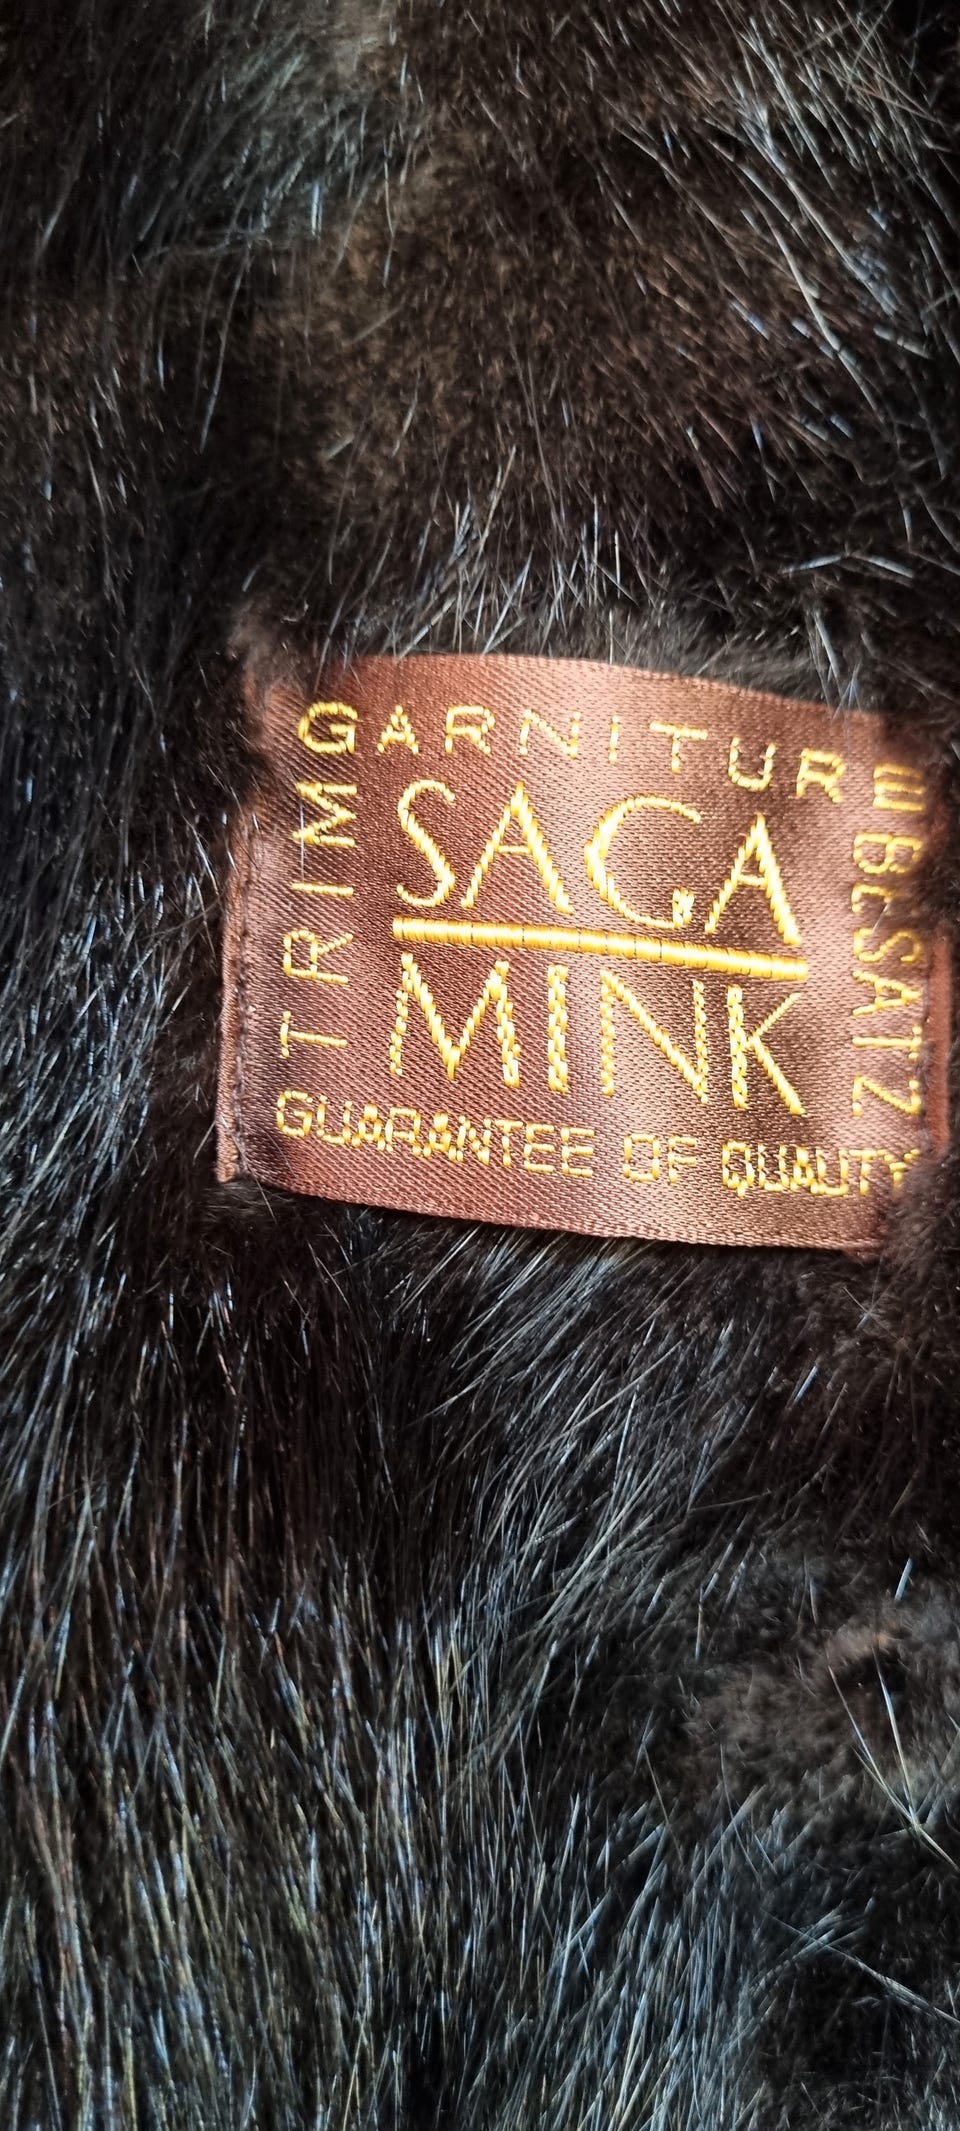 GARNITURE
TRIM
SAGA
MINK
BESATZ
GUARANTEE OF QUALITY